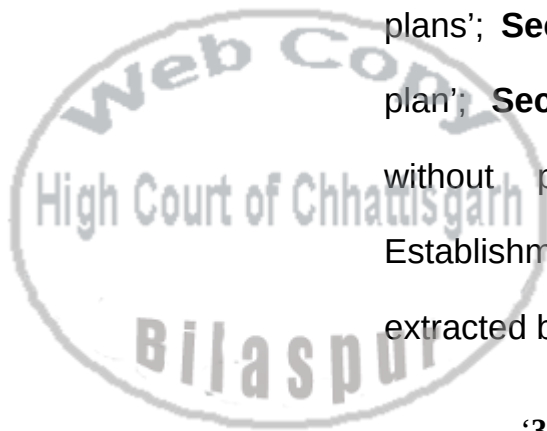 Web Copy
High Court of Chhattisgarh
Bilaspur
plans’; Sec
plan’; Sec
without p
Establishm
extracted b
‘3